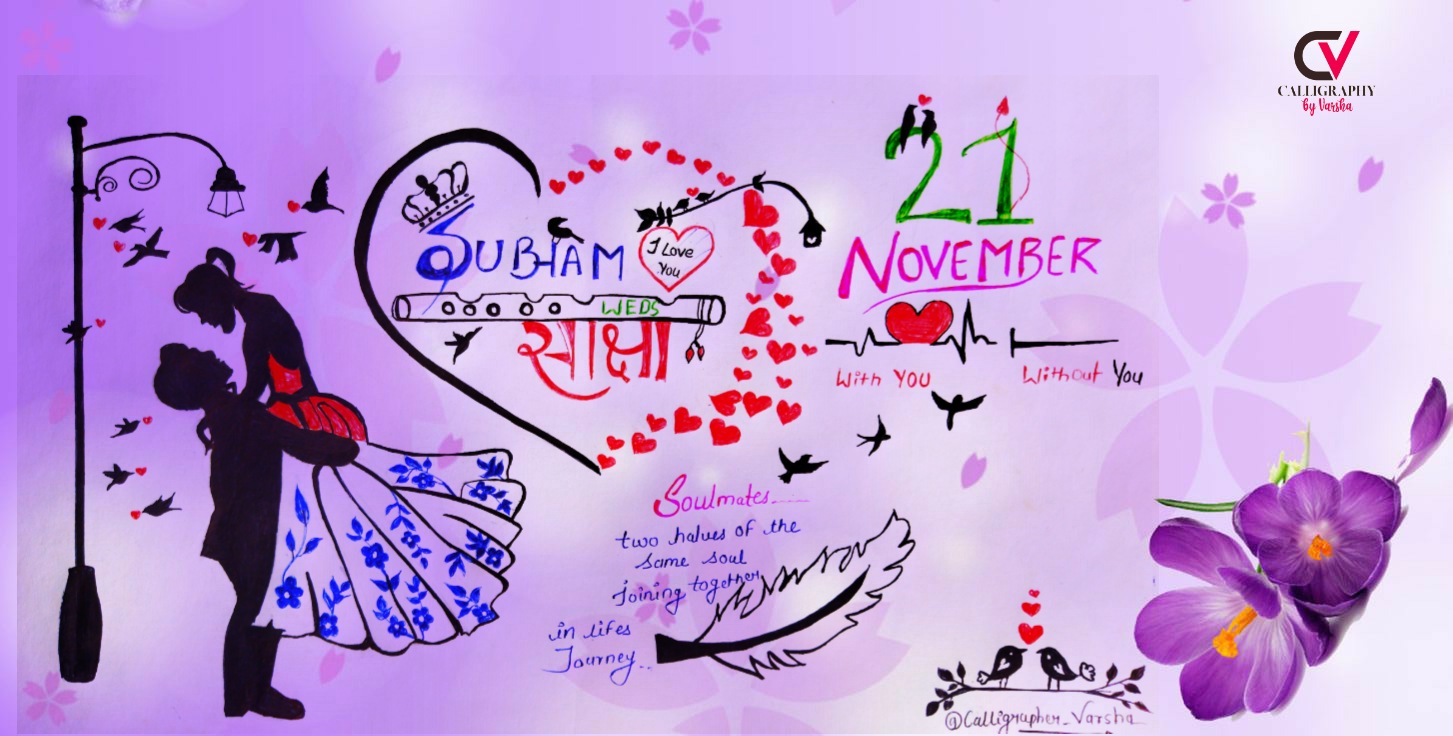 CV
CALLIGRAPHY
by Varsha
21
NOVEMBER
SUBHAM
I Love
You
WEDS
साक्षी
With You
Without You
Soulmates......
two halves of the
same soul
joining together
in lifes
Journey..
@Calligrapher_Varsha